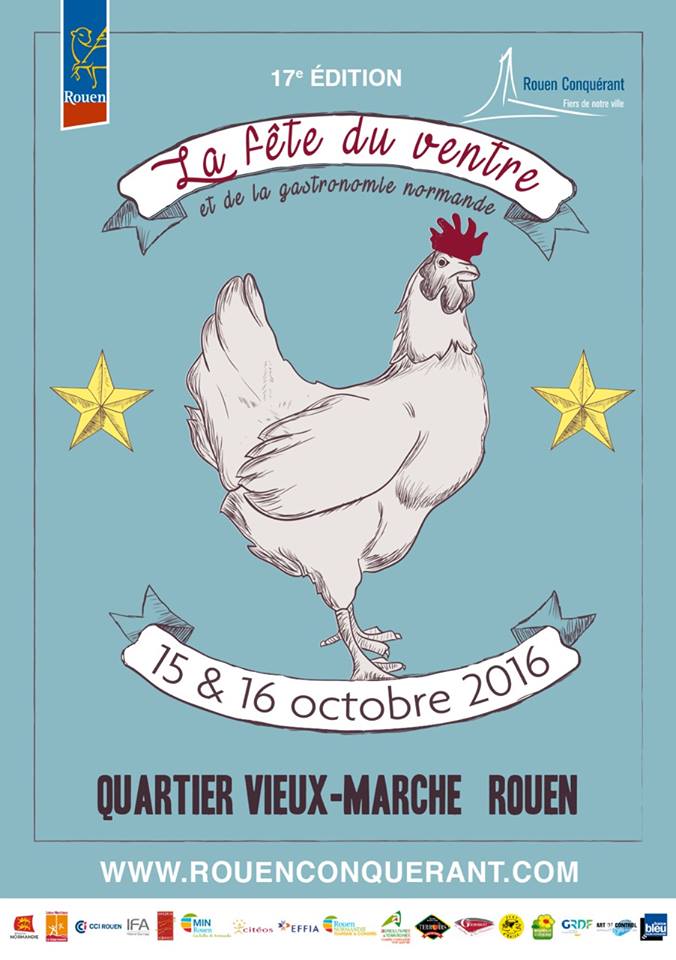 Rouen
17e ÉDITION
Rouen Conquérant
Fiers de notre ville
La fête du ventre
et de la gastronomie normande
15 & 16 octobre 2016
QUARTIER VIEUX-MARCHE ROUEN
WWW.ROUENCONQUERANT.COM
NORMANDIE
CCI ROUEN
IFA
MIN
Rouen
citéos
EFFIA
Rouen
NORMANDIE
TERROIRS
GRDF
ART CONTROL
bleu